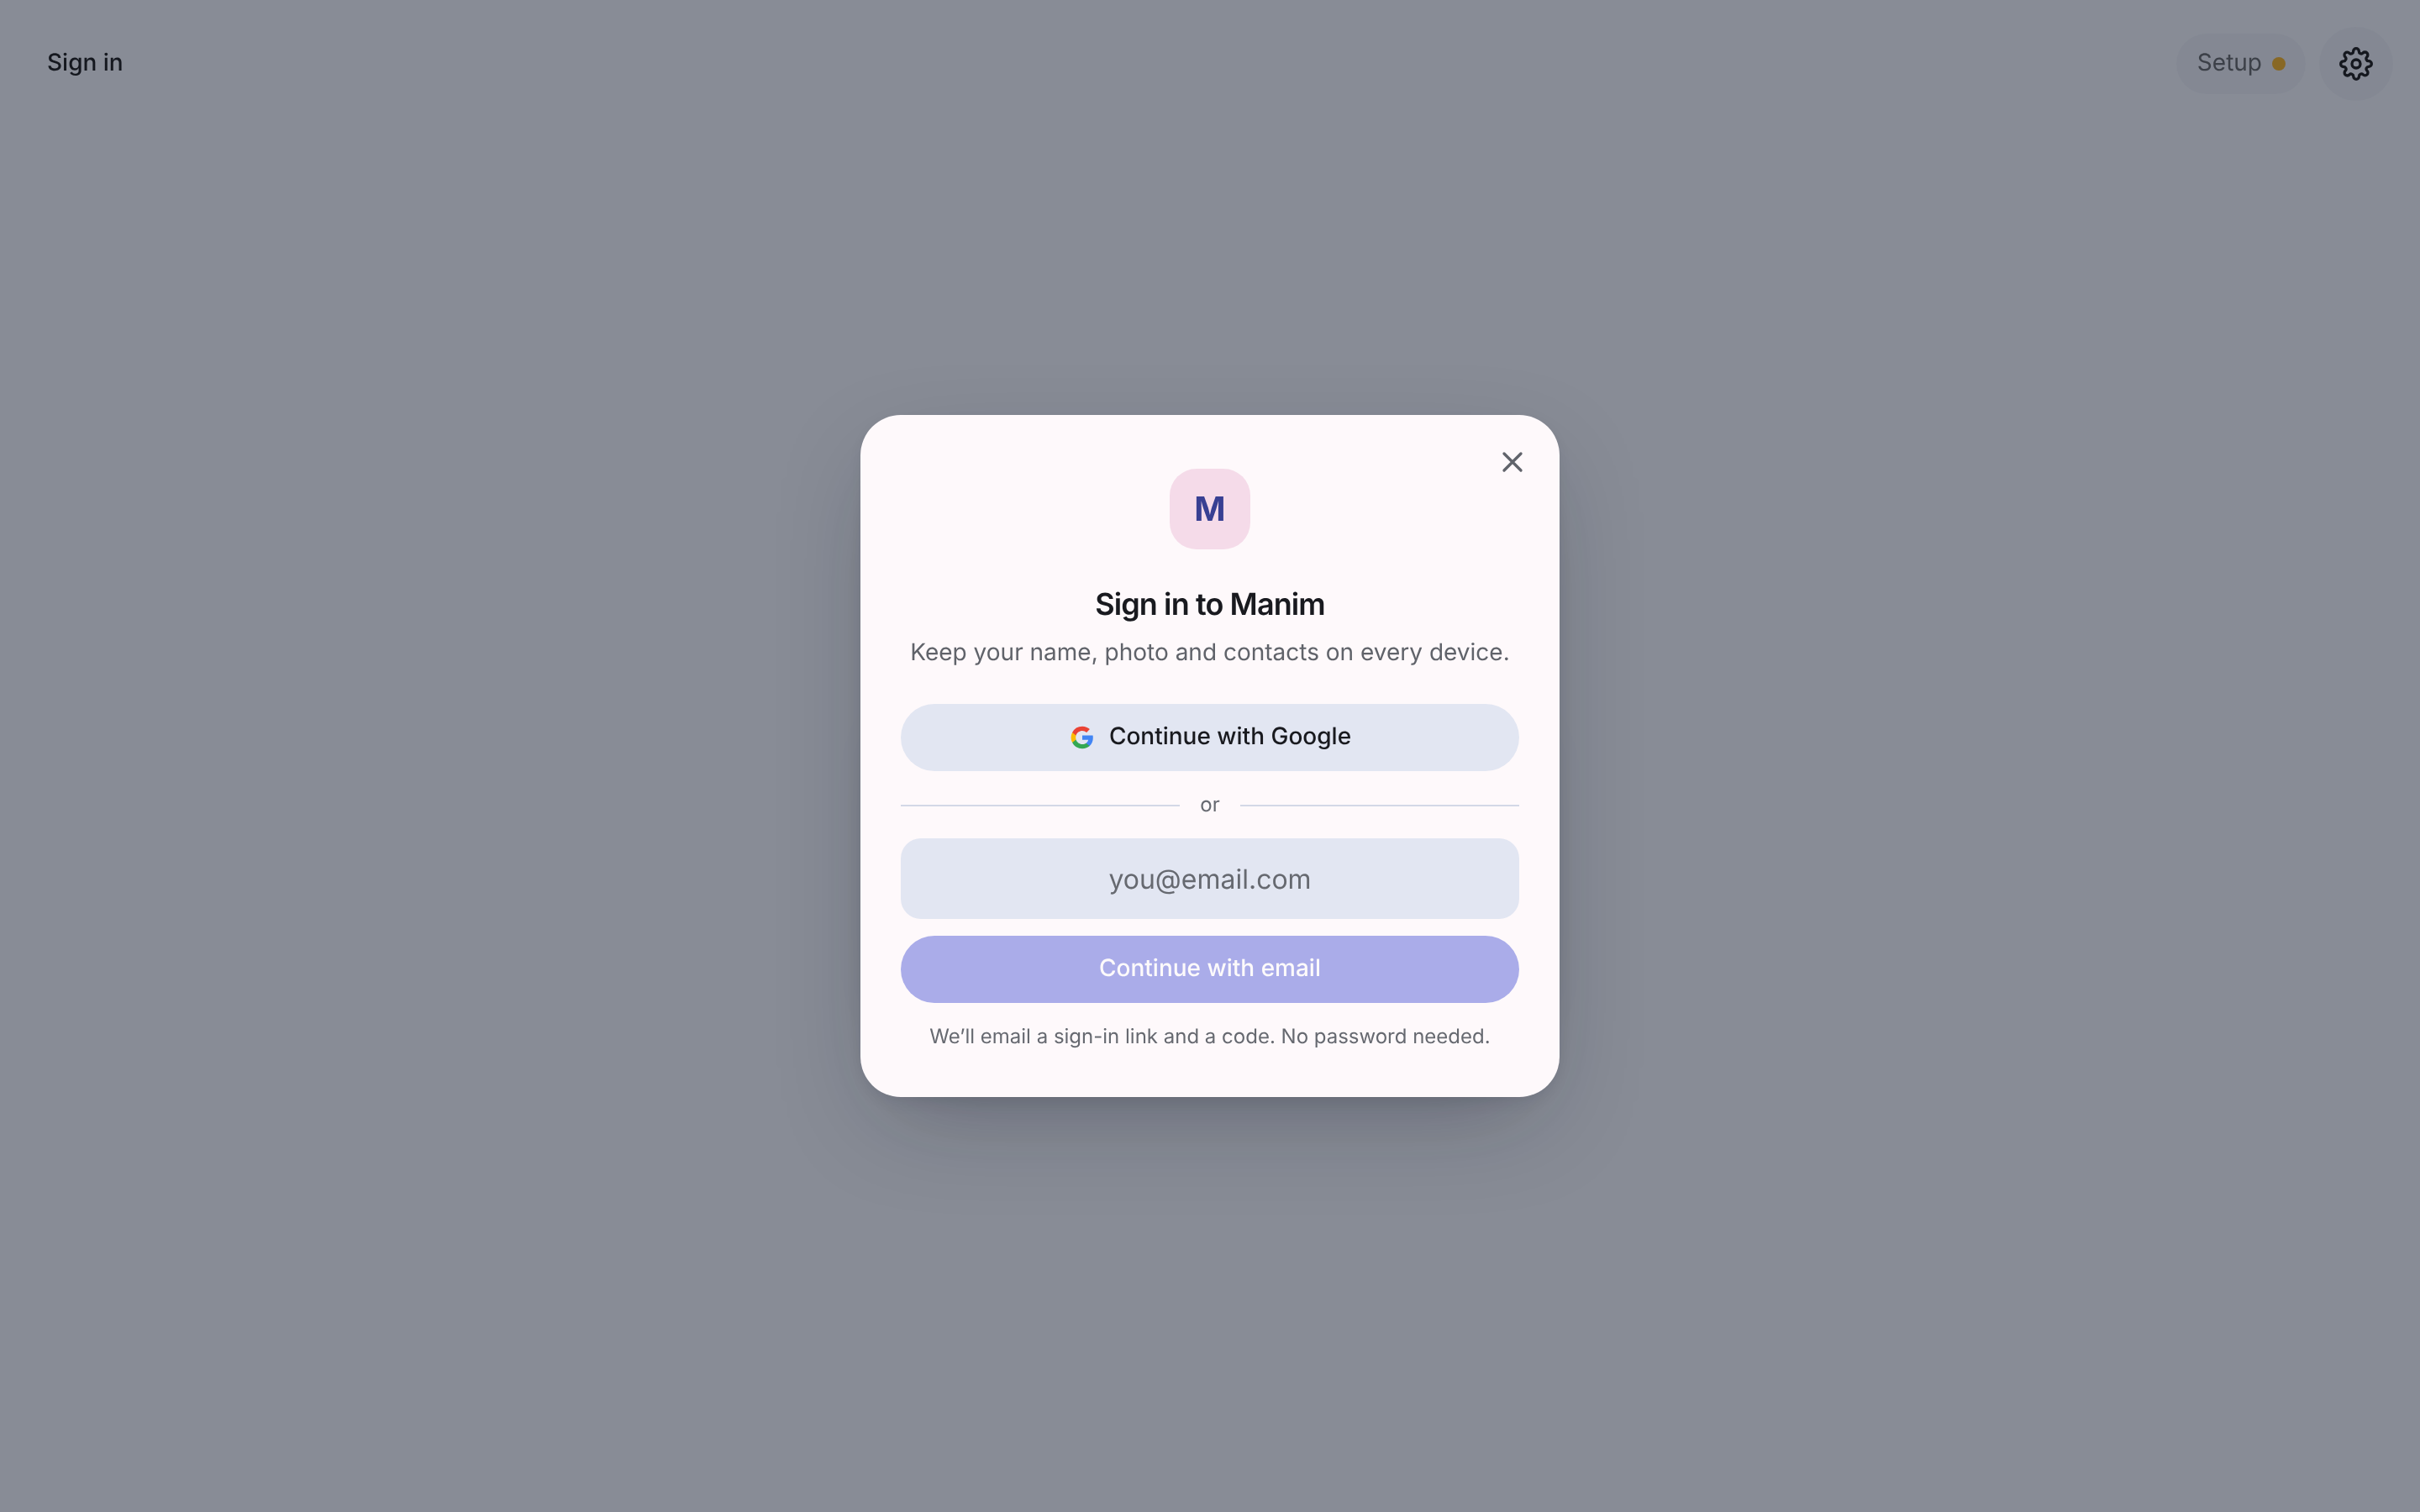 Sign in
Setup
M
Sign in to Manim
Keep your name, photo and contacts on every device.
Continue with Google
or
you@email.com
Continue with email
We’ll email a sign-in link and a code. No password needed.